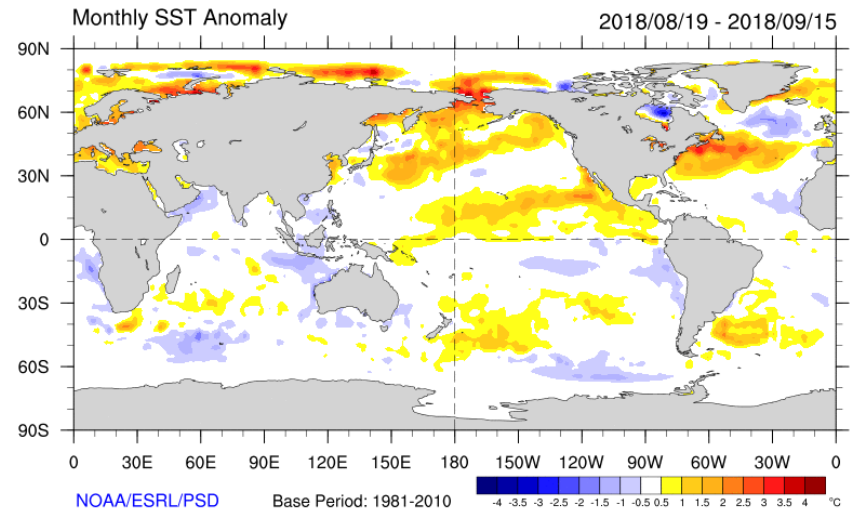 Monthly SST Anomaly 2018/08/19 - 2018/09/15
90N
60N
30N
0
30S
60S
90S
0 30E 60E 90E 120E 150E 180 150W 120W 90W 60W 30W 0
NOAA/ESRL/PSD Base Period: 1981-2010
-4 -3.5 -3 -2.5 -2 -1.5 -1 -0.5 0.5 1 1.5 2 2.5 3 3.5 4 °C